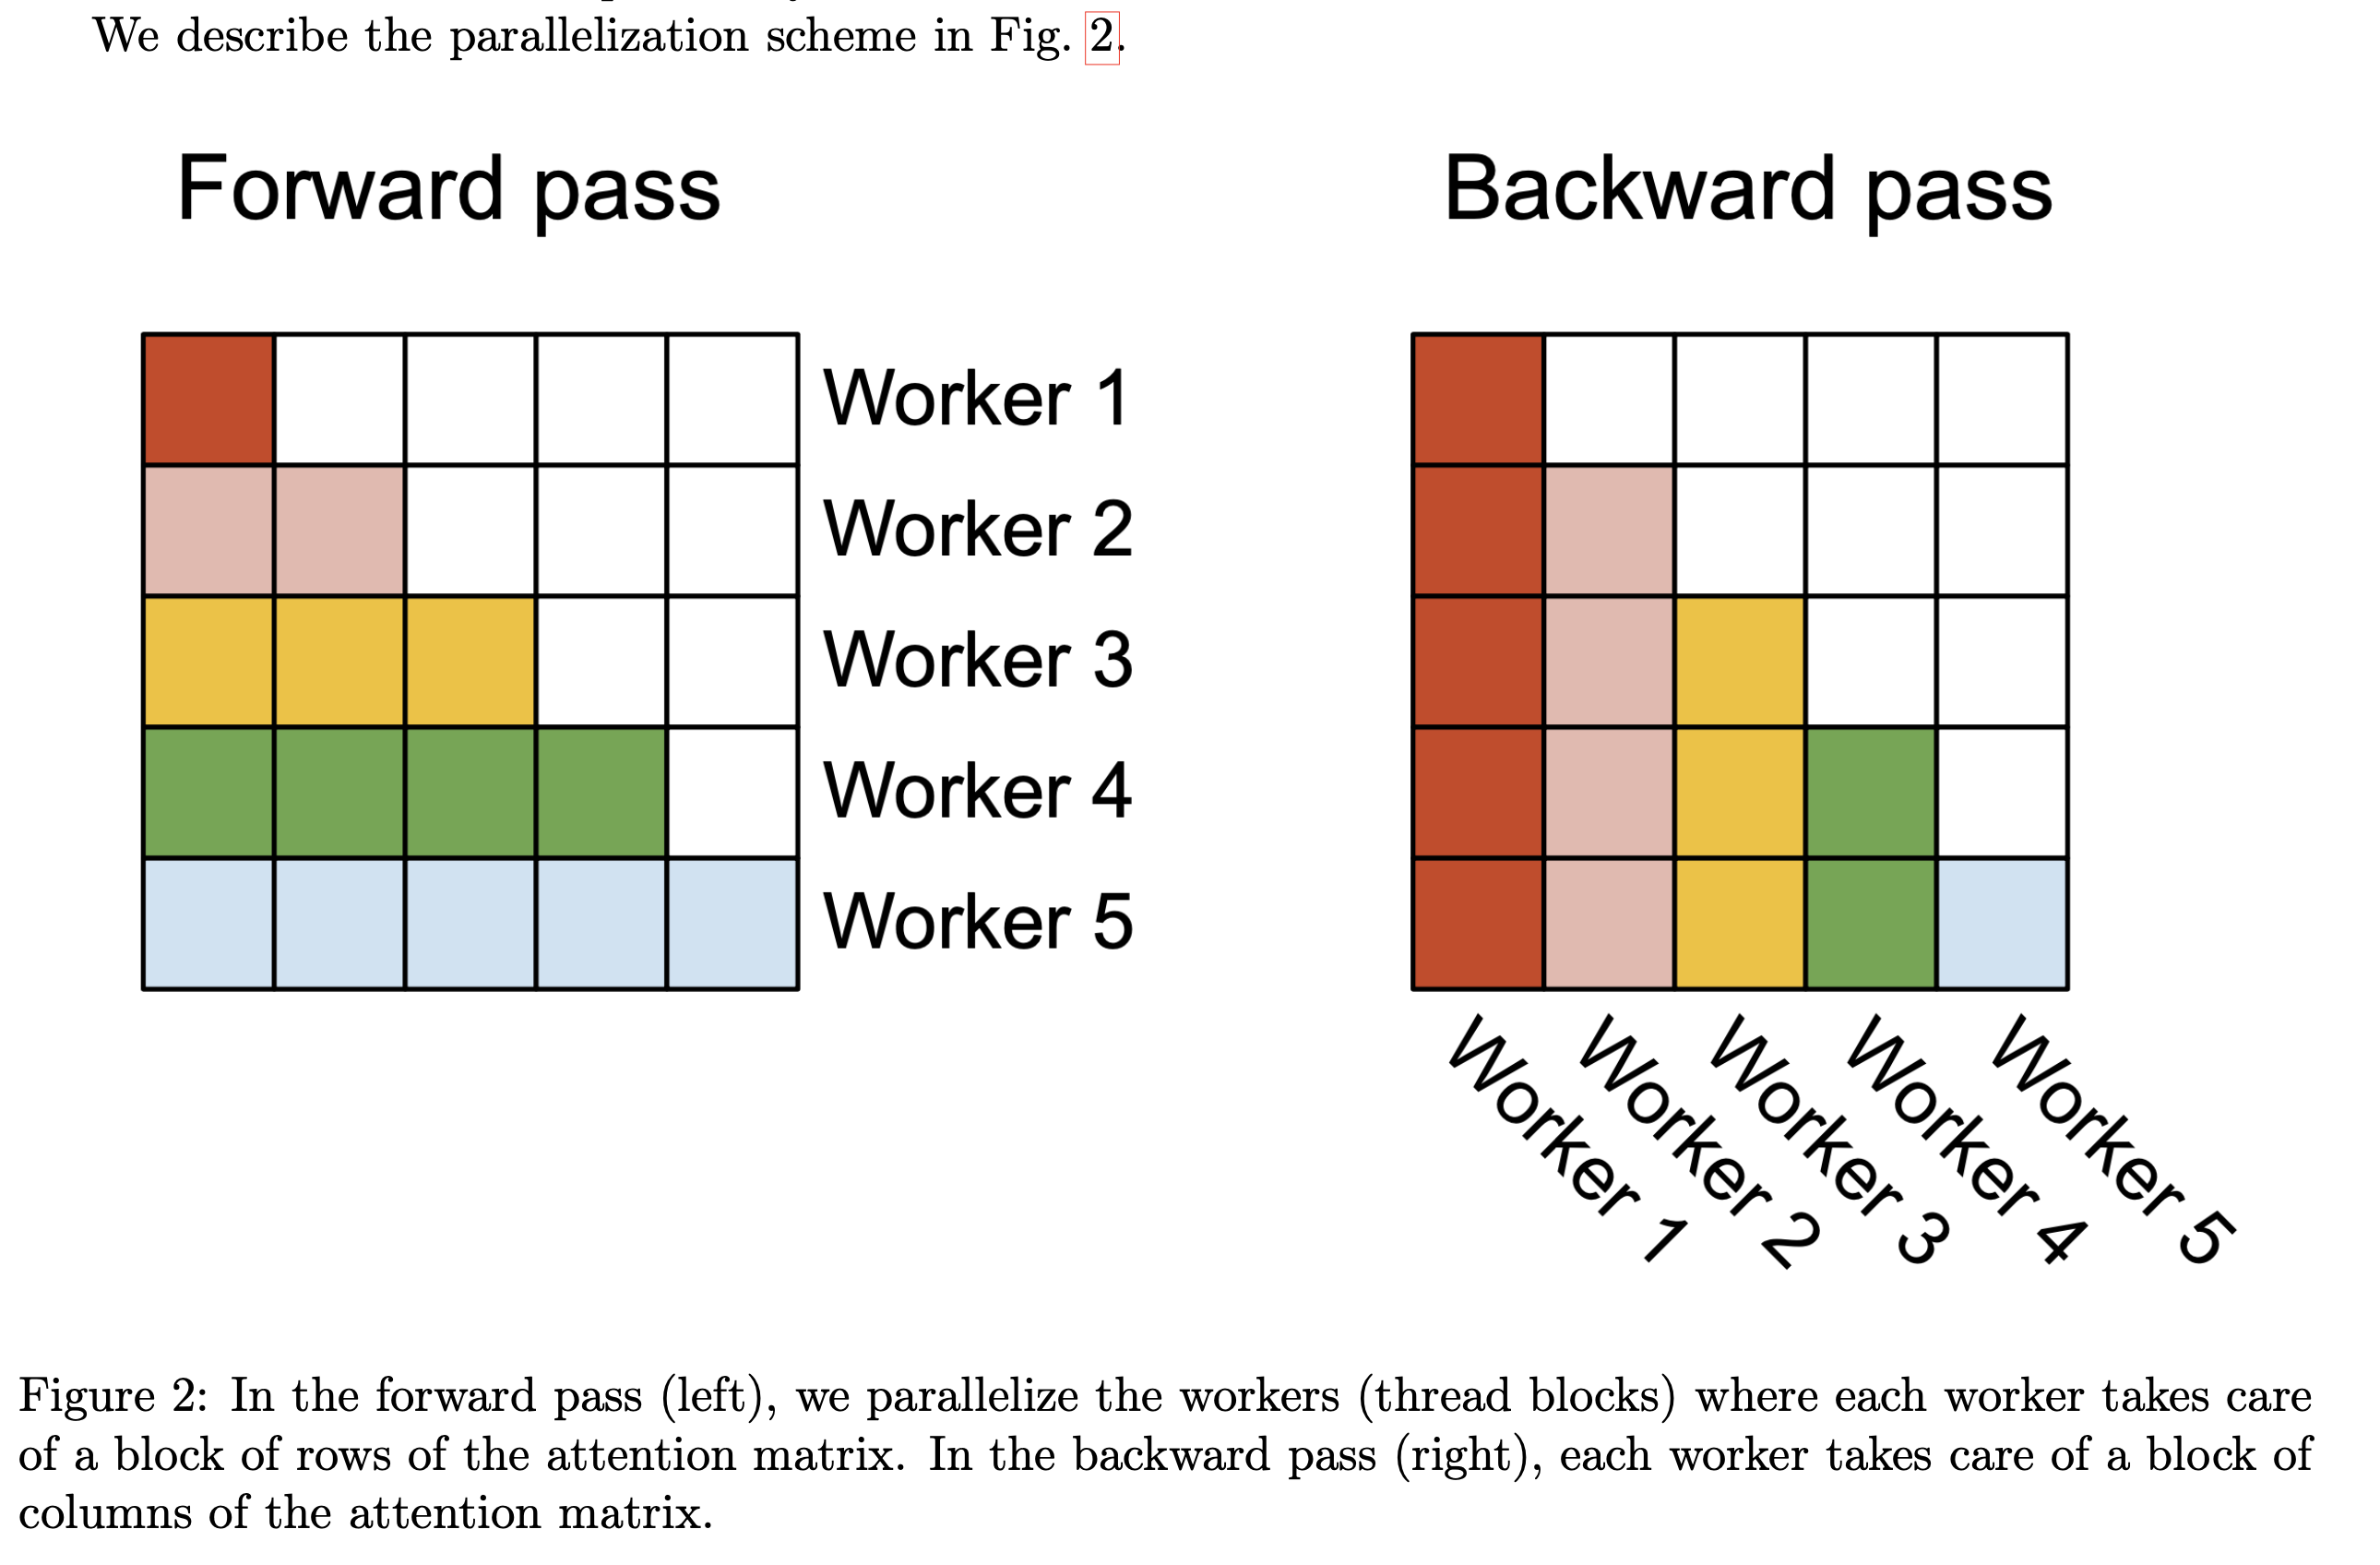 We describe the parallelization scheme in Fig. 2.
Forward pass
Backward pass
Worker 1
Worker 2
Worker 3
Worker 4
Worker 5
Worker 1
Worker 2
Worker 3
Worker 4
Worker 5
Figure 2: In the forward pass (left), we parallelize the workers (thread blocks) where each worker takes care
of a block of rows of the attention matrix. In the backward pass (right), each worker takes care of a block of
columns of the attention matrix.